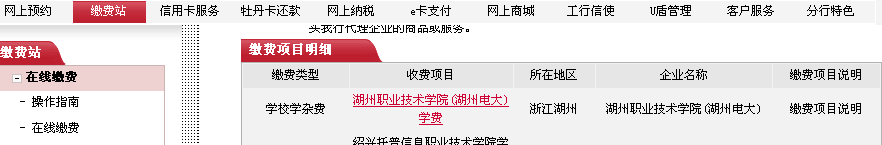 网上预约 缴费站 信用卡服务 牡丹卡还款 网上纳税 e卡支付 网上商城 工行信使 U盾管理 客户服务 分行特色
买我行代理企业的商品或服务。
缴费站
缴费项目明细
在线缴费
操作指南
在线缴费
缴费类型 收费项目 所在地区 企业名称 缴费项目说明
学校学杂费 湖州职业技术学院(湖州电大)学费 浙江湖州 湖州职业技术学院(湖州电大) 缴费项目说明
绍兴托普信息职业技术学院学